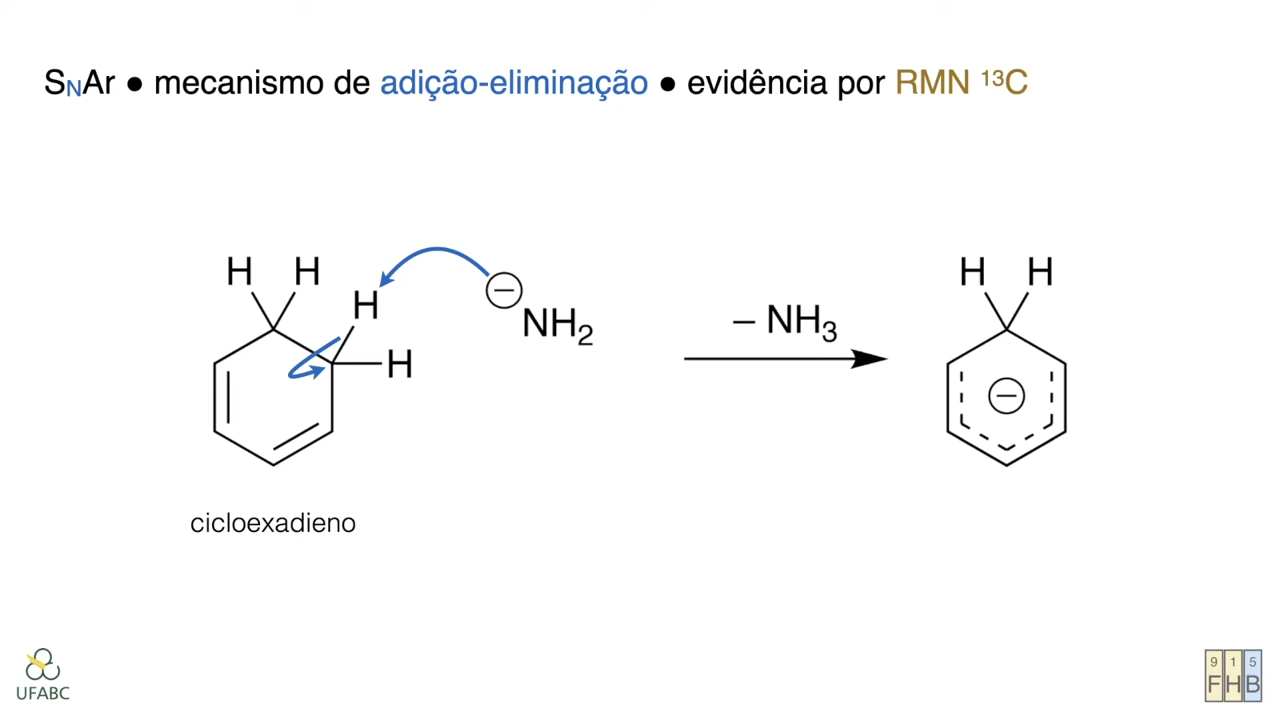 SNAr ● mecanismo de adição-eliminação ● evidência por RMN ¹³C
H H
H
H
⊖
NH₂
– NH₃
H H
⊖
cicloexadieno
UFABC
9 1 5
F H B